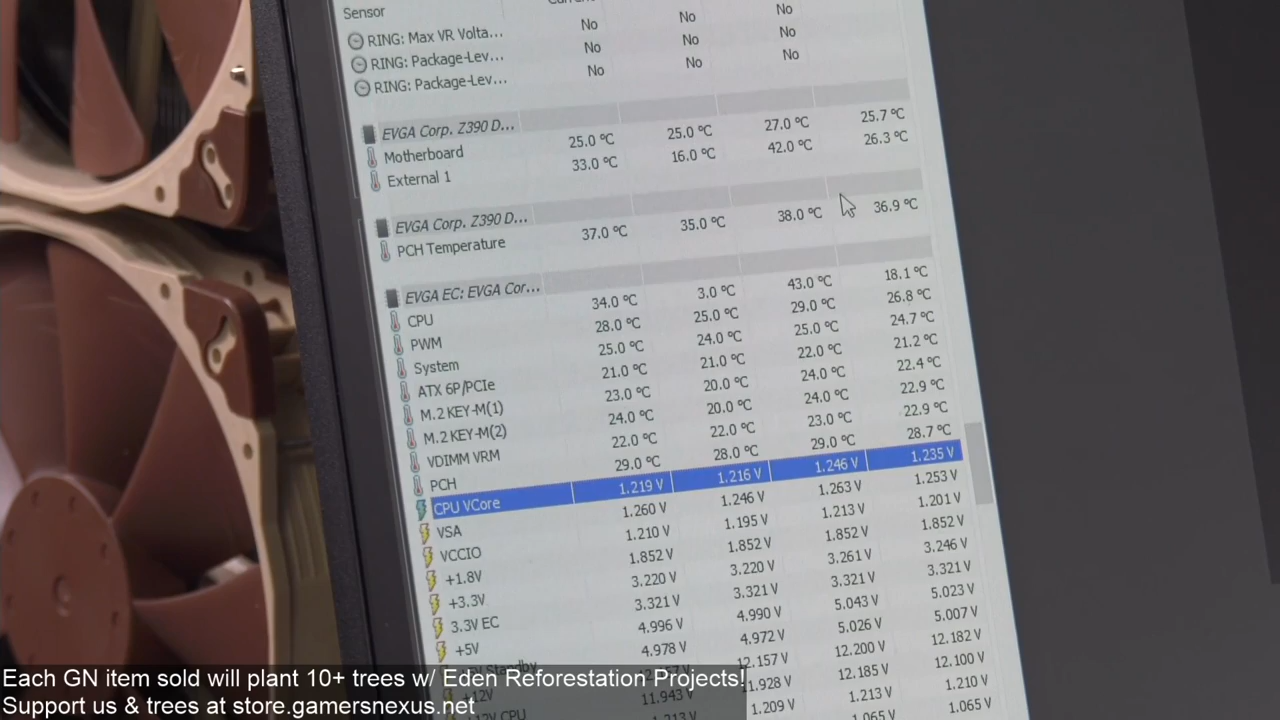 Sensor
RING: Max VR Volta... No No No
RING: Package-Lev... No No No
RING: Package-Lev... No No No
EVGA Corp. Z390 D...
Motherboard 25.0 °C 25.0 °C 27.0 °C 25.7 °C
External 1 33.0 °C 16.0 °C 42.0 °C 26.3 °C
EVGA Corp. Z390 D...
PCH Temperature 37.0 °C 35.0 °C 38.0 °C 36.9 °C
EVGA EC: EVGA Cor...
CPU 34.0 °C 3.0 °C 43.0 °C 18.1 °C
PWM 28.0 °C 25.0 °C 29.0 °C 26.8 °C
System 25.0 °C 24.0 °C 25.0 °C 24.7 °C
ATX 6P/PCIe 21.0 °C 21.0 °C 22.0 °C 21.2 °C
M.2 KEY-M(1) 23.0 °C 20.0 °C 24.0 °C 22.4 °C
M.2 KEY-M(2) 24.0 °C 20.0 °C 24.0 °C 22.9 °C
VDIMM VRM 22.0 °C 22.0 °C 23.0 °C 22.9 °C
PCH 29.0 °C 28.0 °C 29.0 °C 28.7 °C
CPU VCore 1.219 V 1.216 V 1.246 V 1.235 V
VSA 1.260 V 1.246 V 1.263 V 1.253 V
VCCIO 1.210 V 1.195 V 1.213 V 1.201 V
+1.8V 1.852 V 1.852 V 1.852 V 1.852 V
+3.3V 3.220 V 3.220 V 3.261 V 3.246 V
3.3V EC 3.321 V 3.321 V 3.321 V 3.321 V
+5V 4.996 V 4.990 V 5.043 V 5.023 V
Standby 4.978 V 4.972 V 5.026 V 5.007 V
+12V 12.157 V 12.200 V 12.182 V
+12V CPU 11.943 11.928 V 12.185 V 12.100 V
1.213 V 1.209 V 1.213 V 1.210 V
1.065 V 1.065 V
Each GN item sold will plant 10+ trees w/ Eden Reforestation Projects!
Support us & trees at store.gamersnexus.net